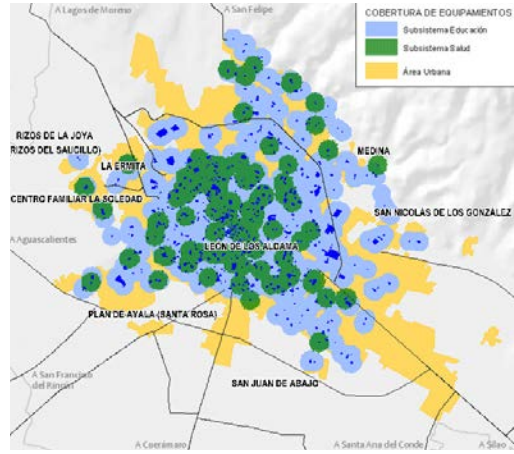 A Lagos de Moreno
A San Felipe
COBERTURA DE EQUIPAMIENTOS
Subsistema Educación
Subsistema Salud
Área Urbana
RIZOS DE LA JOYA
(RIZOS DEL SAUCILLO)
LA ERMITA
MEDINA
CENTRO FAMILIAR LA SOLEDAD
SAN NICOLÁS DE LOS GONZÁLEZ
A Aguascalientes
LEÓN DE LOS ALDAMA
PLAN DE AYALA (SANTA ROSA)
A San Francisco
del Rincón
SAN JUAN DE ABAJO
A Cuerámaro
A Santa Ana del Conde
A Silao